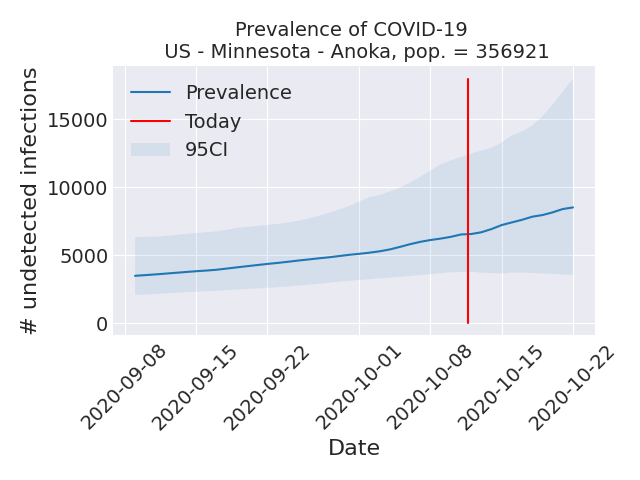 Prevalence of COVID-19
US - Minnesota - Anoka, pop. = 356921
# undetected infections
15000
10000
5000
0
Prevalence
Today
95CI
2020-09-08
2020-09-15
2020-09-22
2020-10-01
2020-10-08
2020-10-15
2020-10-22
Date